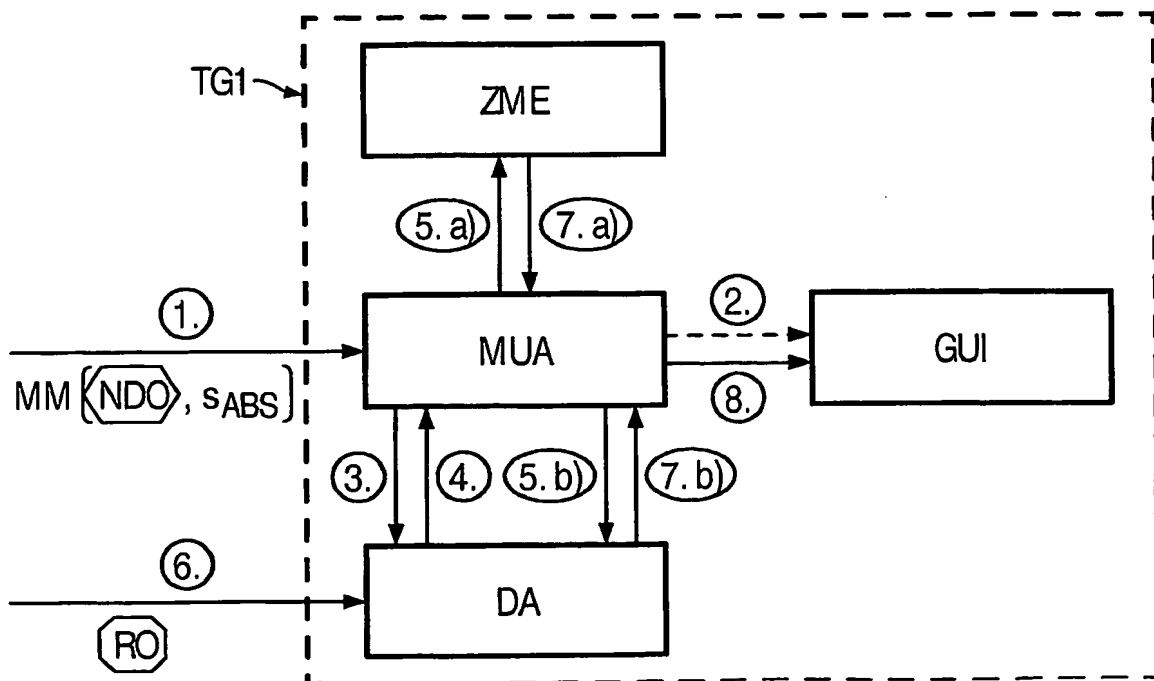 TG1
ZME
5. a)
7. a)
1.
MUA
2.
GUI
MM [NDO, sABS]
8.
3.
4.
5. b)
7. b)
6.
DA
RO